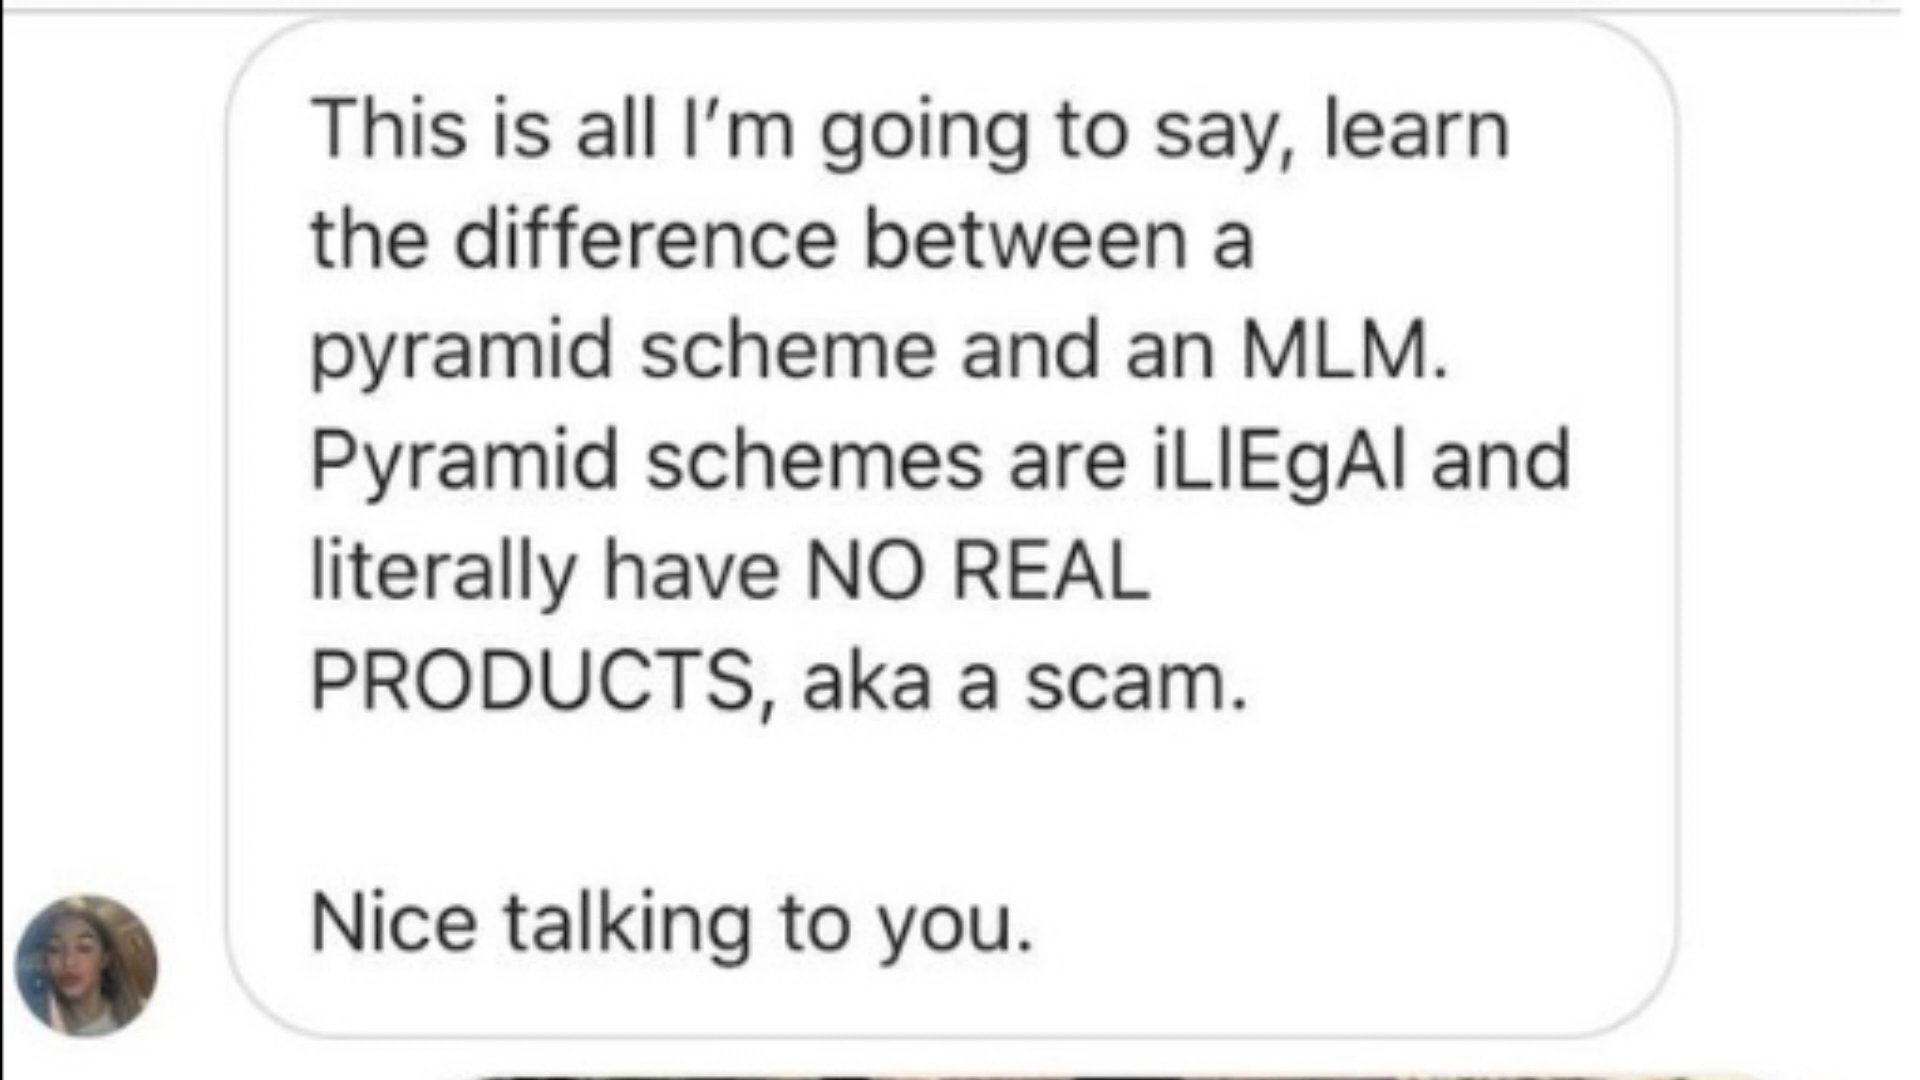 This is all I’m going to say, learn
the difference between a
pyramid scheme and an MLM.
Pyramid schemes are iLlEgAl and
literally have NO REAL
PRODUCTS, aka a scam.
Nice talking to you.